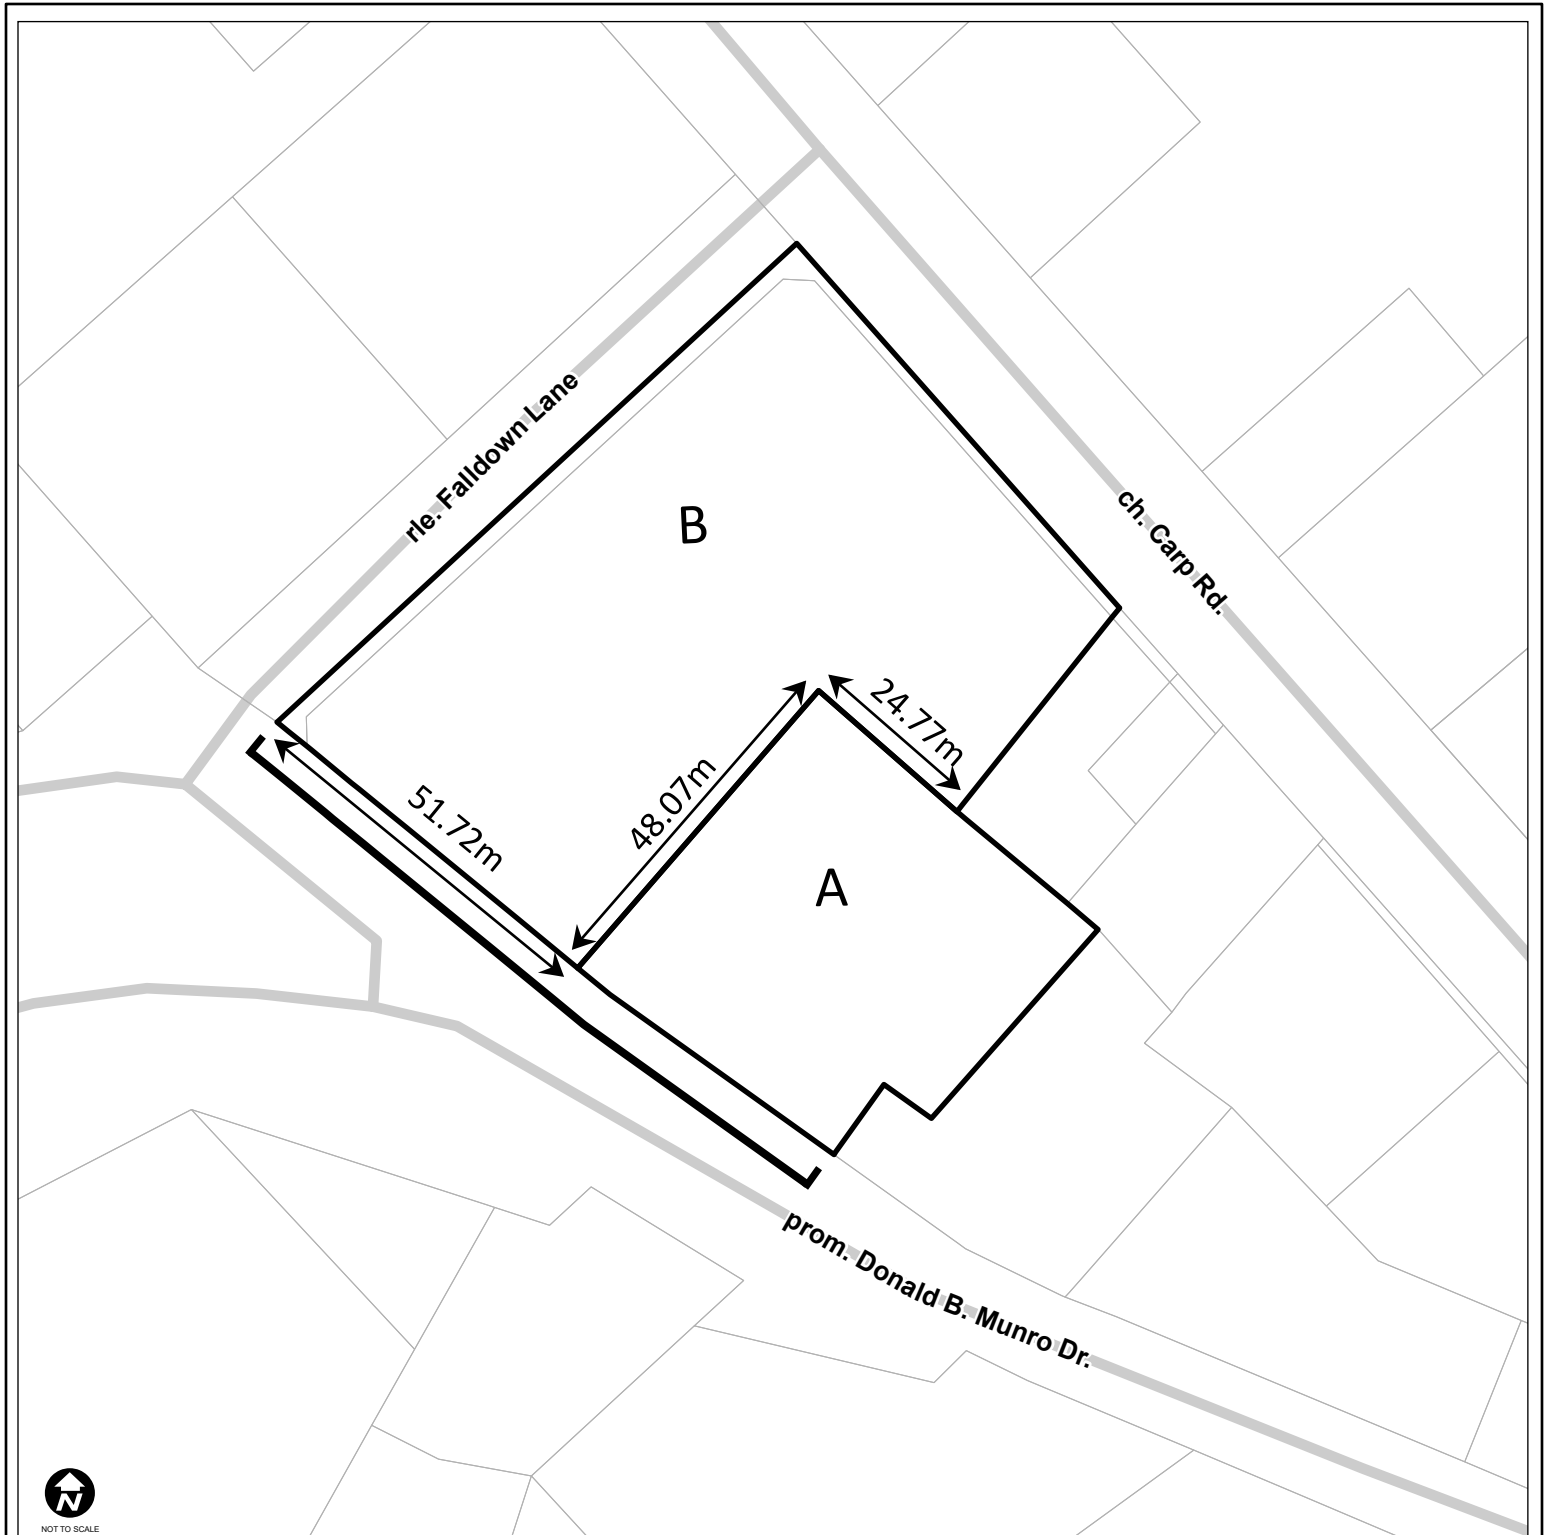 rle. Falldown Lane
B
ch. Carp Rd.
24.77m
48.07m
51.72m
A
prom. Donald B. Munro Dr.
N
NOT TO SCALE